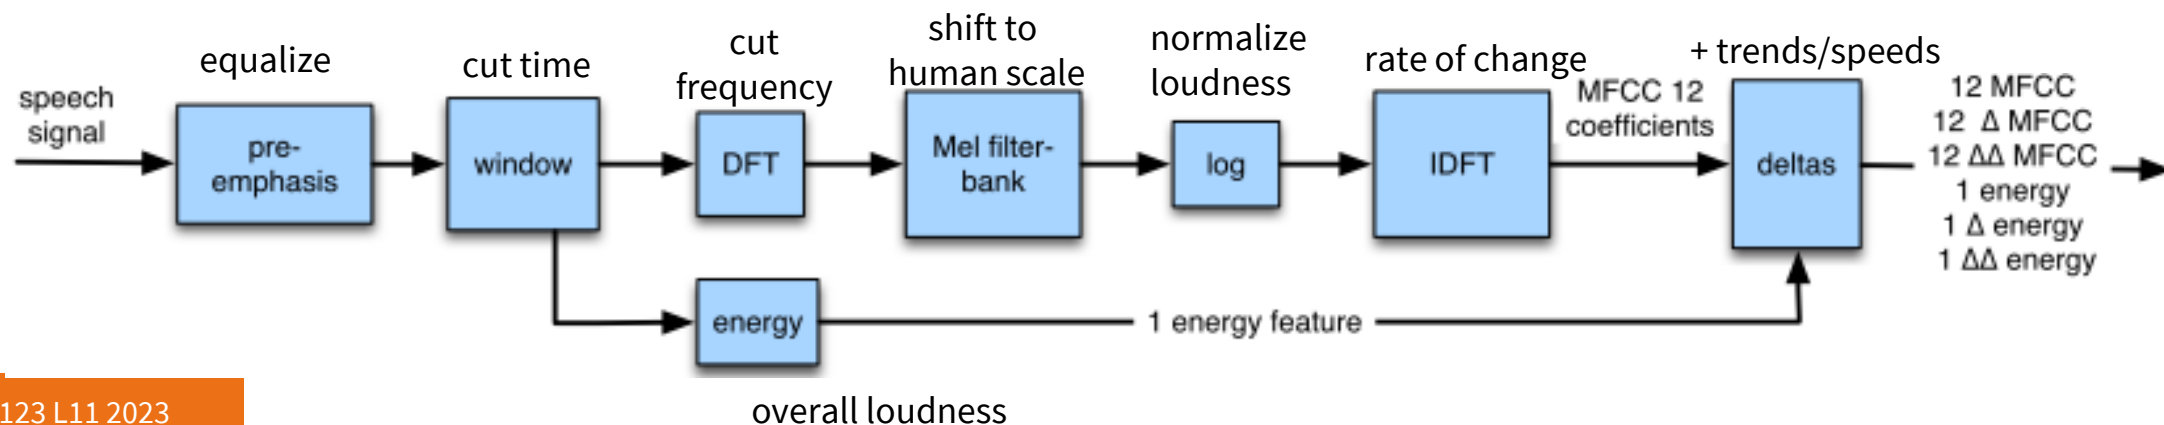 equalize
cut time
cut
frequency
shift to
human scale
normalize
loudness
rate of change
+ trends/speeds
speech
signal
pre-
emphasis
window
DFT
Mel filter-
bank
log
IDFT
MFCC 12
coefficients
deltas
12 MFCC
12 Δ MFCC
12 ΔΔ MFCC
1 energy
1 Δ energy
1 ΔΔ energy
energy
1 energy feature
overall loudness
123 L11 2023